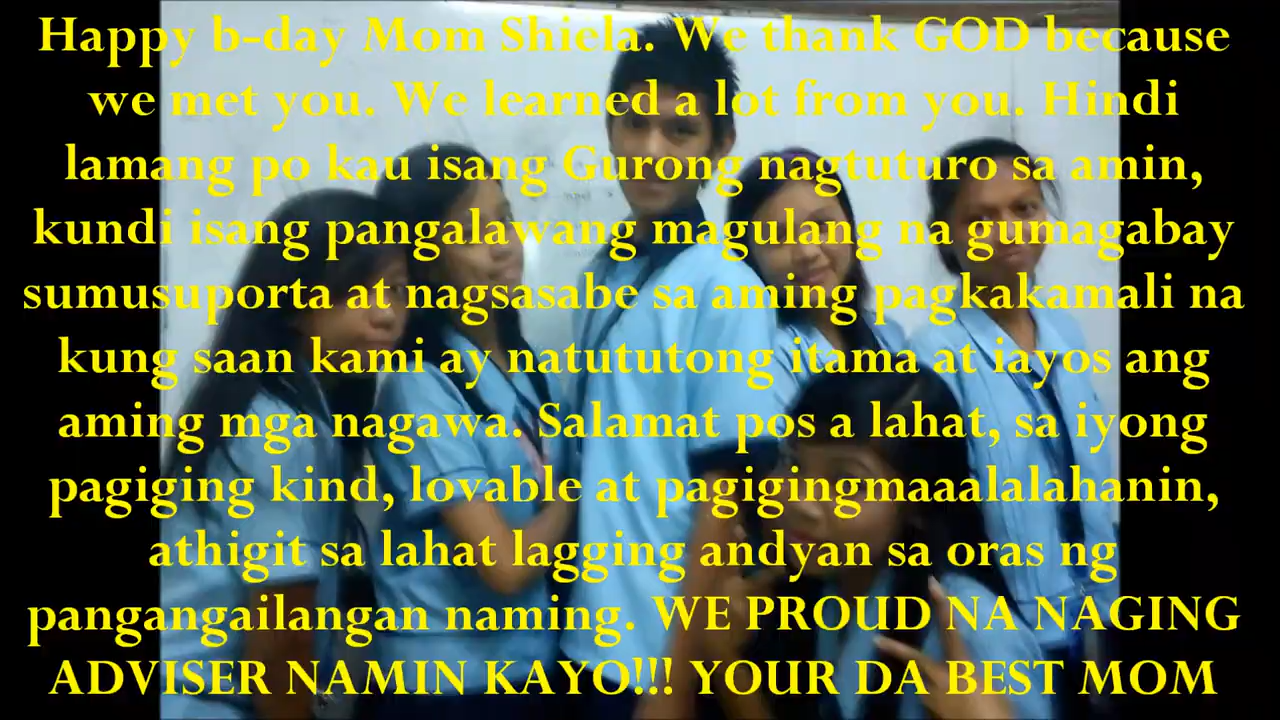 Happy b-day Mom Shiela. We thank GOD because
we met you. We learned a lot from you. Hindi
lamang po kau isang Gurong nagtuturo sa amin,
kundi isang pangalawang magulang na gumagabay
sumusuporta at nagsasabe sa aming pagkakamali na
kung saan kami ay natututong itama at iayos ang
aming mga nagawa. Salamat pos a lahat, sa iyong
pagiging kind, lovable at pagigingmaaalalahanin,
athigit sa lahat lagging andyan sa oras ng
pangangailangan naming. WE PROUD NA NAGING
ADVISER NAMIN KAYO!!! YOUR DA BEST MOM